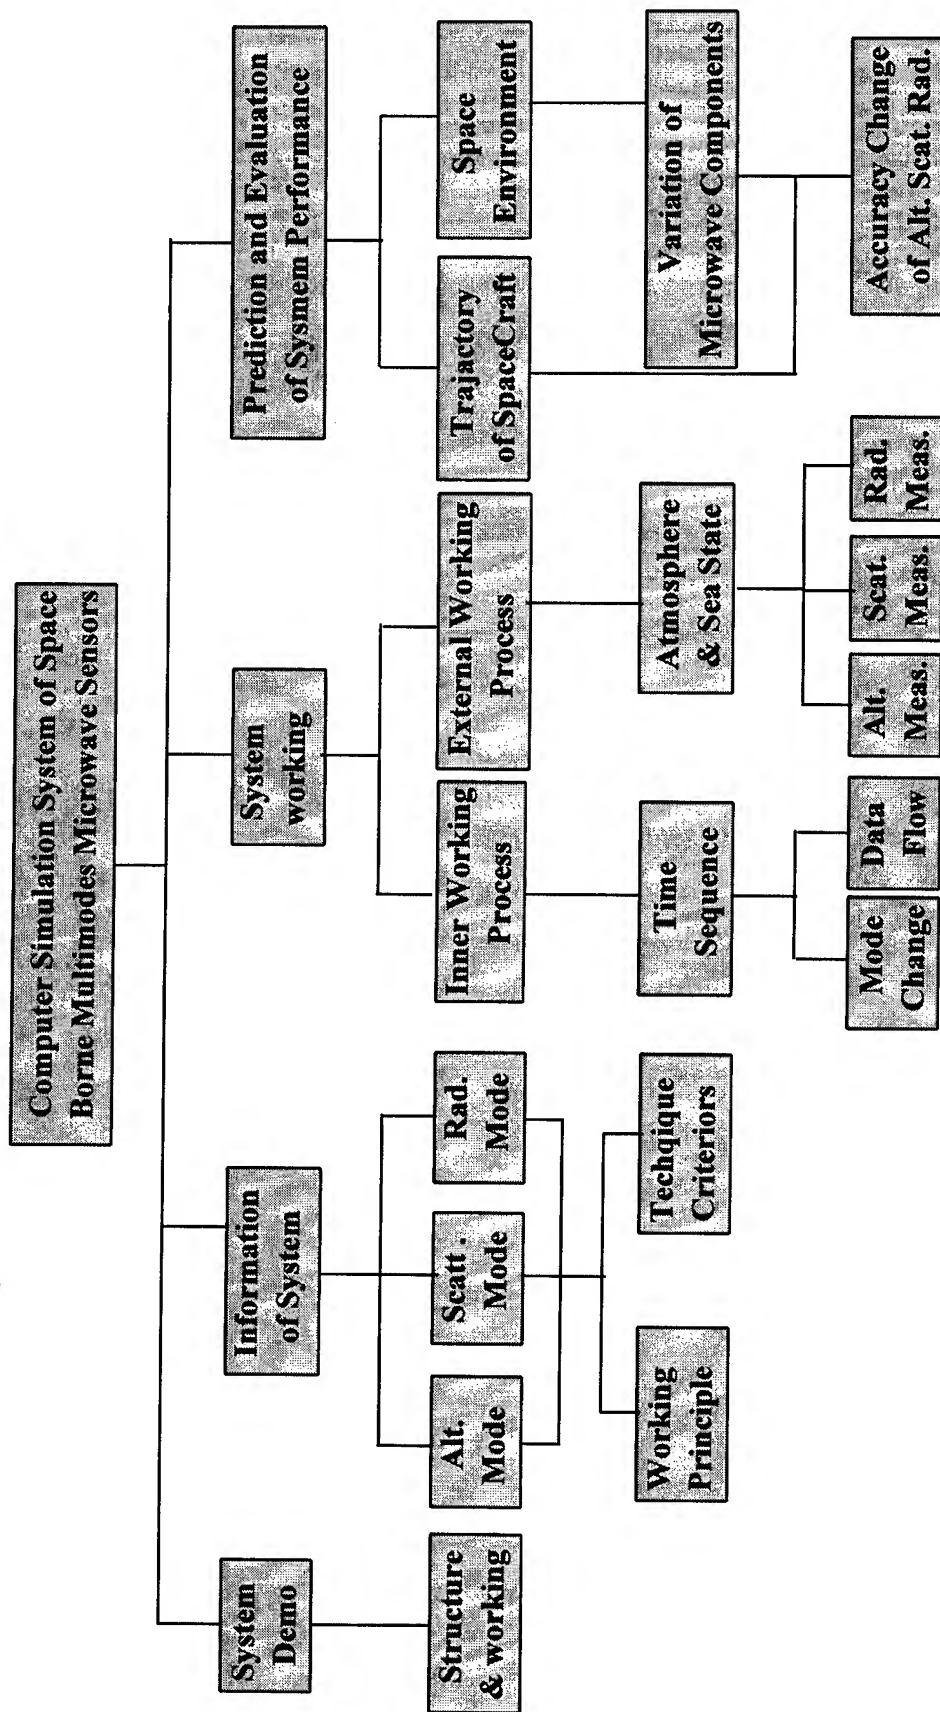 Computer Simulation System of Space
Borne Multimodes Microwave Sensors
System
Demo
Information
of System
System
working
Prediction and Evaluation
of Sysmem Performance
Structure
& working
Alt.
Mode
Scatt .
Mode
Rad.
Mode
Inner Working
Process
External Working
Process
Trajactory
of SpaceCraft
Space
Environment
Working
Principle
Techqique
Criteriors
Time
Sequence
Atmosphere
& Sea State
Variation of
Microwave Components
Mode
Change
Data
Flow
Alt.
Meas.
Scat.
Meas.
Rad.
Meas.
Accuracy Change
of Alt. Scat. Rad.